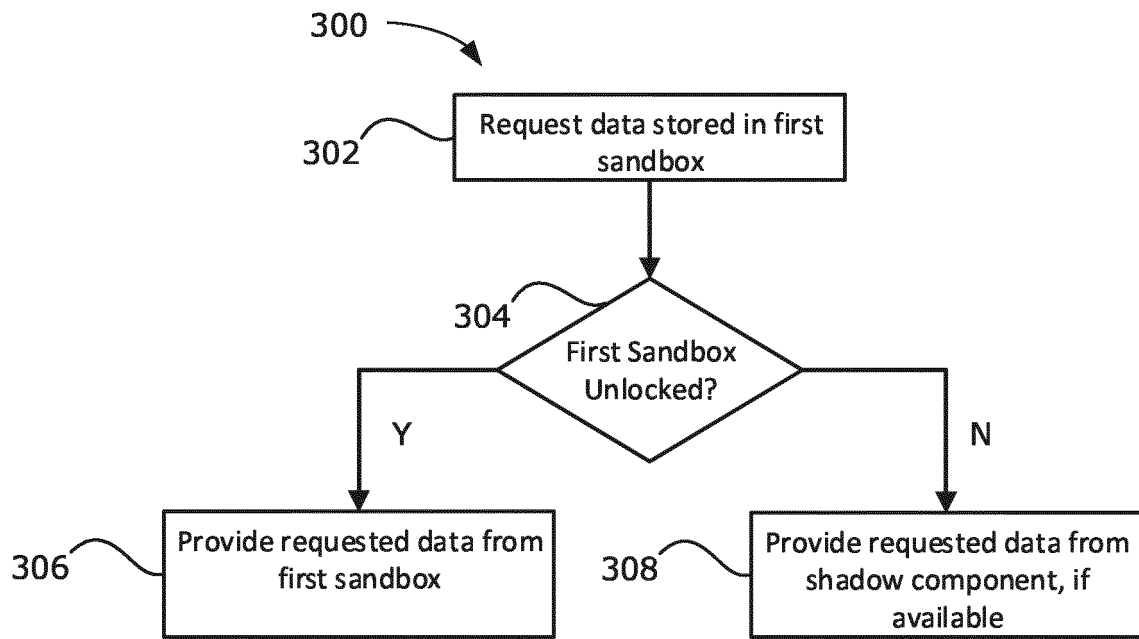 300
302
Request data stored in first
sandbox
304
First Sandbox
Unlocked?
Y
N
306
Provide requested data from
first sandbox
308
Provide requested data from
shadow component, if
available